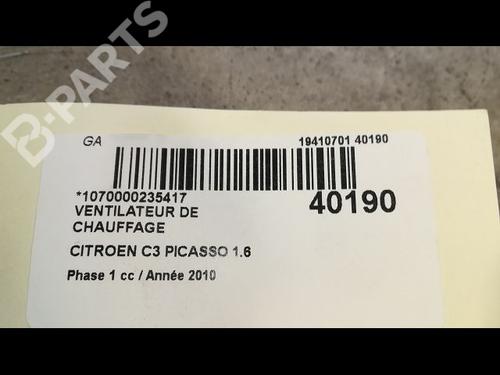 B-PARTS
GA 19410701 40190
*1070000235417
40190
VENTILATEUR DE
CHAUFFAGE
CITROEN C3 PICASSO 1.6
Phase 1 cc / Année 2010